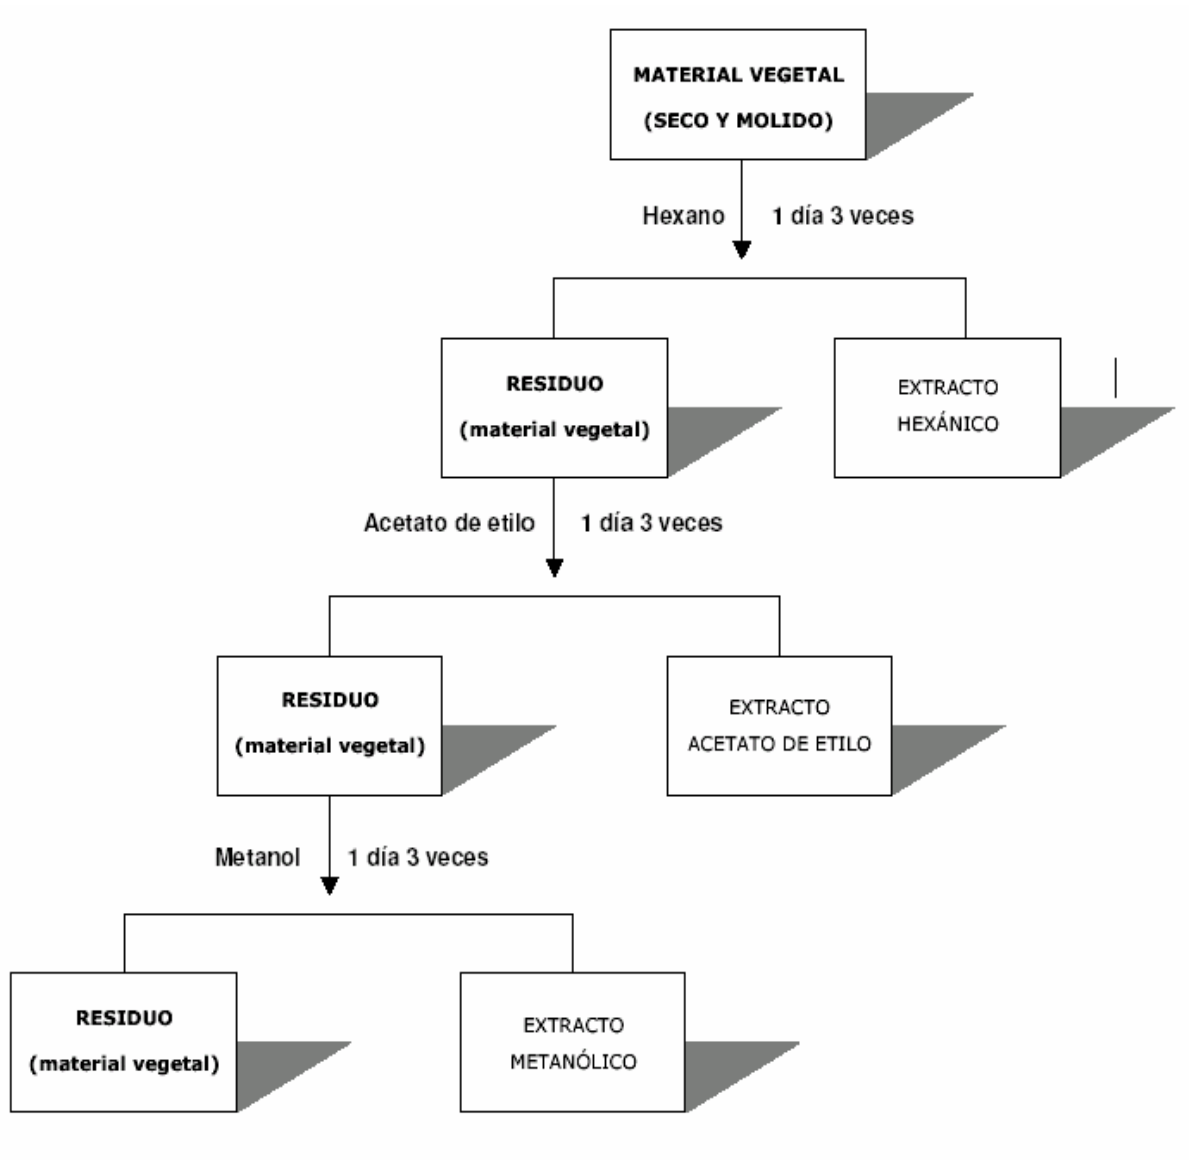 MATERIAL VEGETAL
(SECO Y MOLIDO)
Hexano 1 día 3 veces
RESIDUO
(material vegetal)
EXTRACTO
HEXÁNICO
Acetato de etilo 1 día 3 veces
RESIDUO
(material vegetal)
EXTRACTO
ACETATO DE ETILO
Metanol 1 día 3 veces
RESIDUO
(material vegetal)
EXTRACTO
METANÓLICO